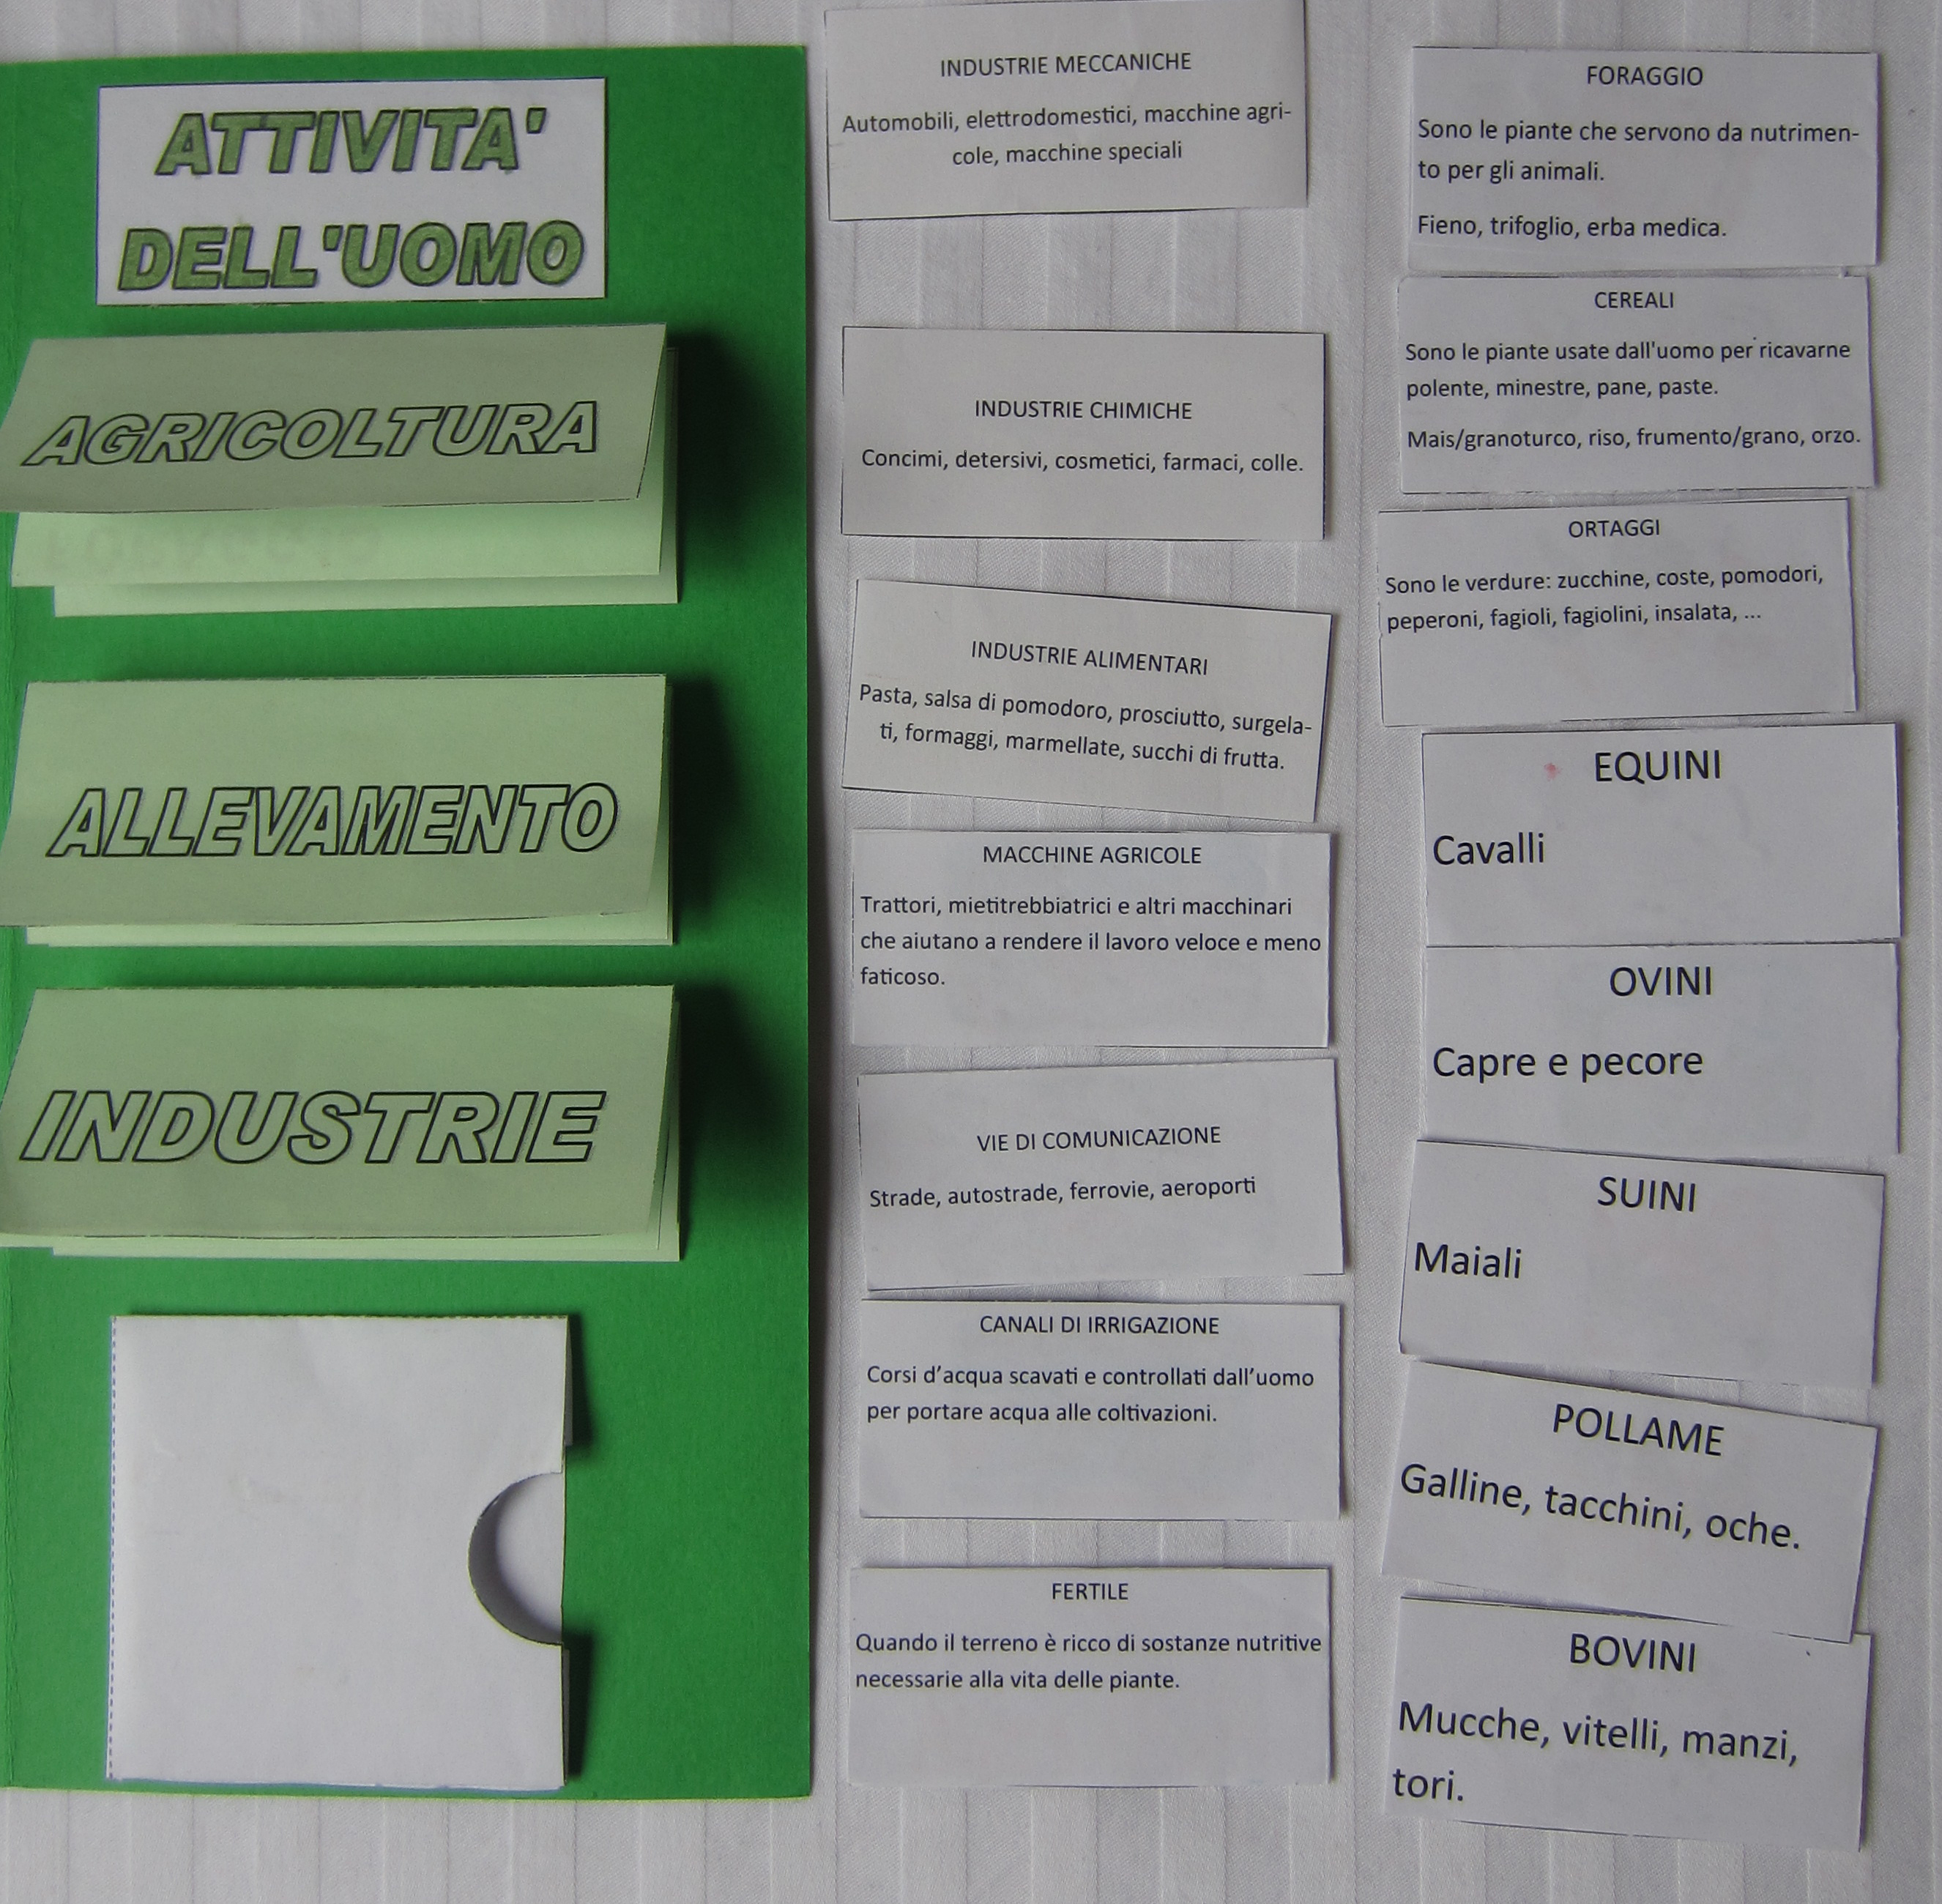 ATTIVITA'
DELL'UOMO
AGRICOLTURA
FORAGGIO
ALLEVAMENTO
INDUSTRIE
INDUSTRIE MECCANICHE
Automobili, elettrodomestici, macchine agri-
cole, macchine speciali
INDUSTRIE CHIMICHE
Concimi, detersivi, cosmetici, farmaci, colle.
INDUSTRIE ALIMENTARI
Pasta, salsa di pomodoro, prosciutto, surgela-
ti, formaggi, marmellate, succhi di frutta.
MACCHINE AGRICOLE
Trattori, mietitrebbiatrici e altri macchinari
che aiutano a rendere il lavoro veloce e meno
faticoso.
VIE DI COMUNICAZIONE
Strade, autostrade, ferrovie, aeroporti
CANALI DI IRRIGAZIONE
Corsi d’acqua scavati e controllati dall’uomo
per portare acqua alle coltivazioni.
FERTILE
Quando il terreno è ricco di sostanze nutritive
necessarie alla vita delle piante.
FORAGGIO
Sono le piante che servono da nutrimen-
to per gli animali.
Fieno, trifoglio, erba medica.
CEREALI
Sono le piante usate dall'uomo per ricavarne
polente, minestre, pane, paste.
Mais/granoturco, riso, frumento/grano, orzo.
ORTAGGI
Sono le verdure: zucchine, coste, pomodori,
peperoni, fagioli, fagiolini, insalata, ...
EQUINI
Cavalli
OVINI
Capre e pecore
SUINI
Maiali
POLLAME
Galline, tacchini, oche.
BOVINI
Mucche, vitelli, manzi,
tori.